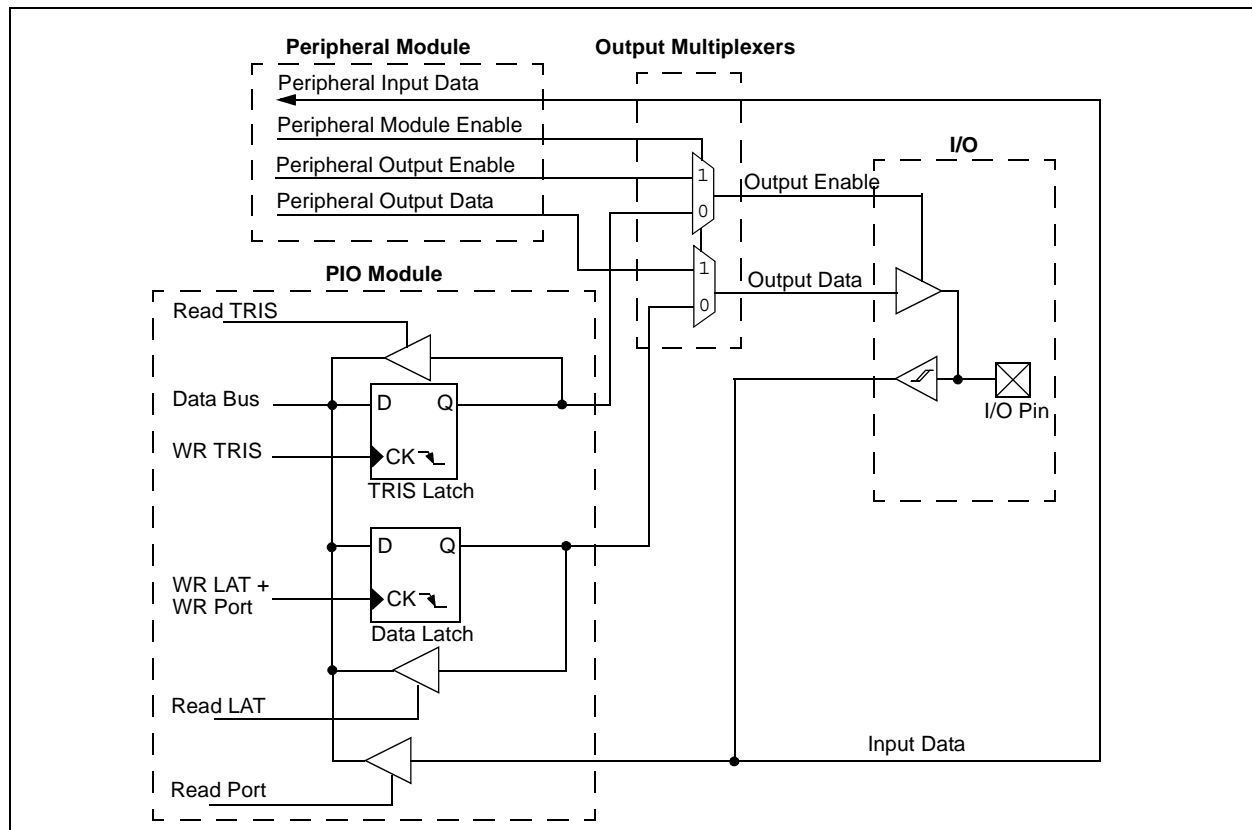 Peripheral Module
Output Multiplexers
Peripheral Input Data
Peripheral Module Enable
Peripheral Output Enable
Peripheral Output Data
1
0
1
0
Output Enable
Output Data
I/O
I/O Pin
PIO Module
Read TRIS
Data Bus
D Q
WR TRIS
CK
TRIS Latch
D Q
WR LAT +
WR Port
CK
Data Latch
Read LAT
Read Port
Input Data